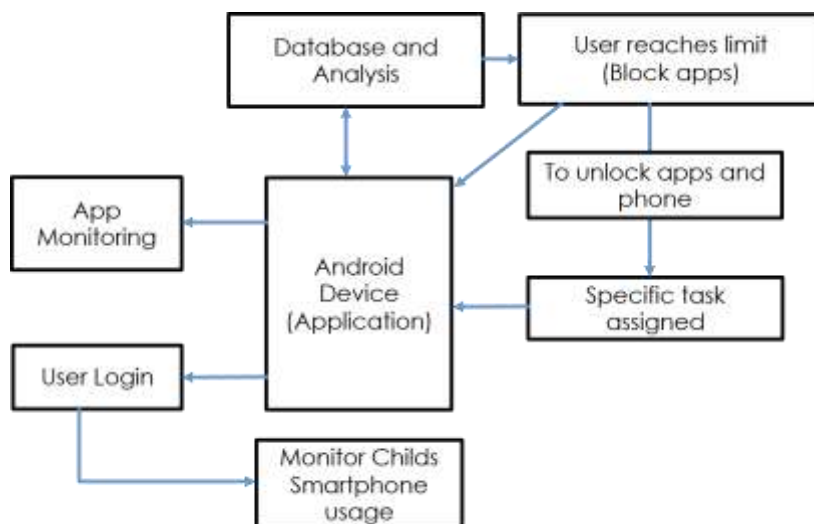 Database and
Analysis
User reaches limit
(Block apps)
To unlock apps and
phone
App
Monitoring
Android
Device
(Application)
Specific task
assigned
User Login
Monitor Childs
Smartphone
usage